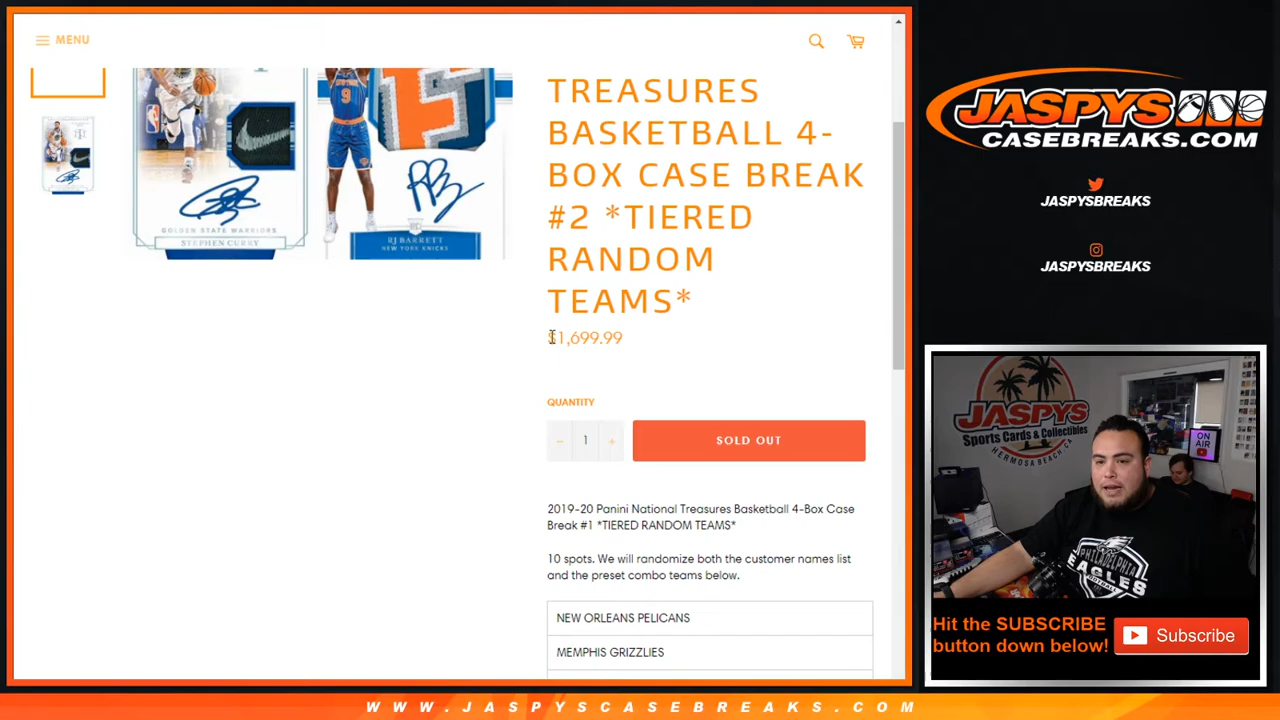 MENU
TREASURES
BASKETBALL 4-
BOX CASE BREAK
#2 *TIERED
RANDOM
TEAMS*
$1,699.99
QUANTITY
− 1 +
SOLD OUT
2019-20 Panini National Treasures Basketball 4-Box Case
Break #1 *TIERED RANDOM TEAMS*
10 spots. We will randomize both the customer names list
and the preset combo teams below.
NEW ORLEANS PELICANS
MEMPHIS GRIZZLIES
GOLDEN STATE WARRIORS
STEPHEN CURRY
9
RJ BARRETT
NEW YORK KNICKS
JASPYS
CASEBREAKS.COM
JASPYSBREAKS
JASPYSBREAKS
JASPYS
Sports Cards & Collectibles
HERMOSA BEACH, CA
ON
AIR
PHILADELPHIA
EAGLES
FOOTBALL
Hit the SUBSCRIBE
button down below!
Subscribe
WWW.JASPYSCASEBREAKS.COM